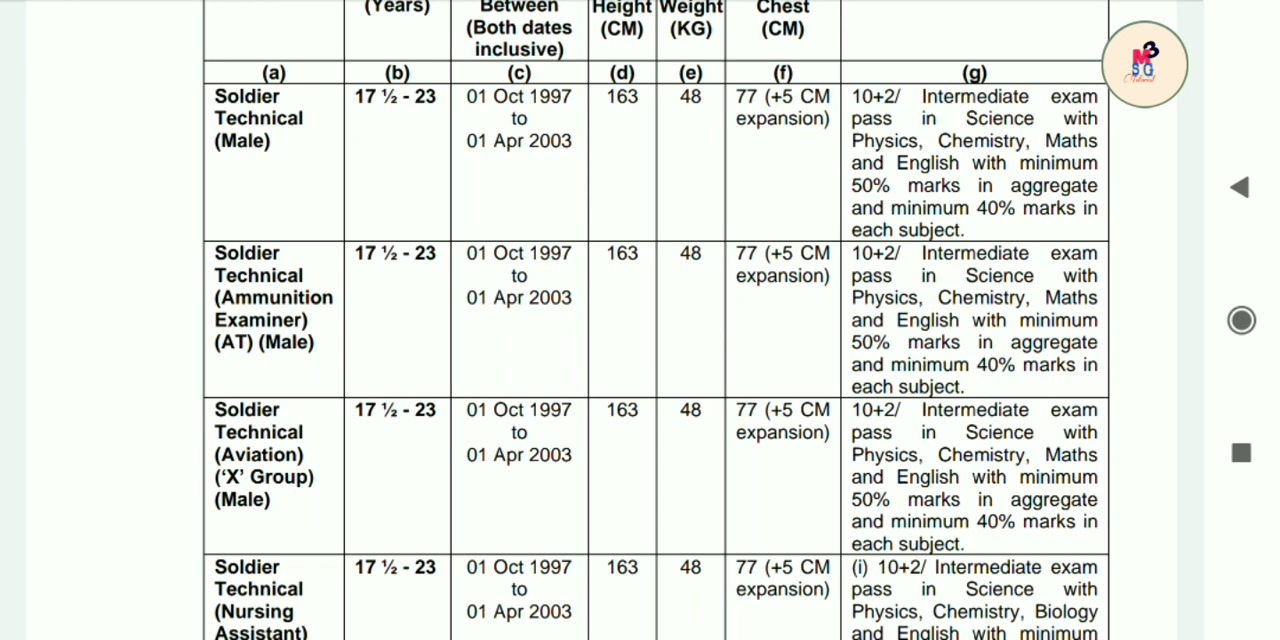 (Years)
Between
(Both dates
inclusive)
Height
(CM)
Weight
(KG)
Chest
(CM)
(a)
(b)
(c)
(d)
(e)
(f)
(g)
Soldier
Technical
(Male)
17 ½ - 23
01 Oct 1997
to
01 Apr 2003
163
48
77 (+5 CM
expansion)
10+2/ Intermediate exam
pass in Science with
Physics, Chemistry, Maths
and English with minimum
50% marks in aggregate
and minimum 40% marks in
each subject.
Soldier
Technical
(Ammunition
Examiner)
(AT) (Male)
17 ½ - 23
01 Oct 1997
to
01 Apr 2003
163
48
77 (+5 CM
expansion)
10+2/ Intermediate exam
pass in Science with
Physics, Chemistry, Maths
and English with minimum
50% marks in aggregate
and minimum 40% marks in
each subject.
Soldier
Technical
(Aviation)
(‘X’ Group)
(Male)
17 ½ - 23
01 Oct 1997
to
01 Apr 2003
163
48
77 (+5 CM
expansion)
10+2/ Intermediate exam
pass in Science with
Physics, Chemistry, Maths
and English with minimum
50% marks in aggregate
and minimum 40% marks in
each subject.
Soldier
Technical
(Nursing
Assistant)
17 ½ - 23
01 Oct 1997
to
01 Apr 2003
163
48
77 (+5 CM
expansion)
(i) 10+2/ Intermediate exam
pass in Science with
Physics, Chemistry, Biology
and English with minimum
M3
SG